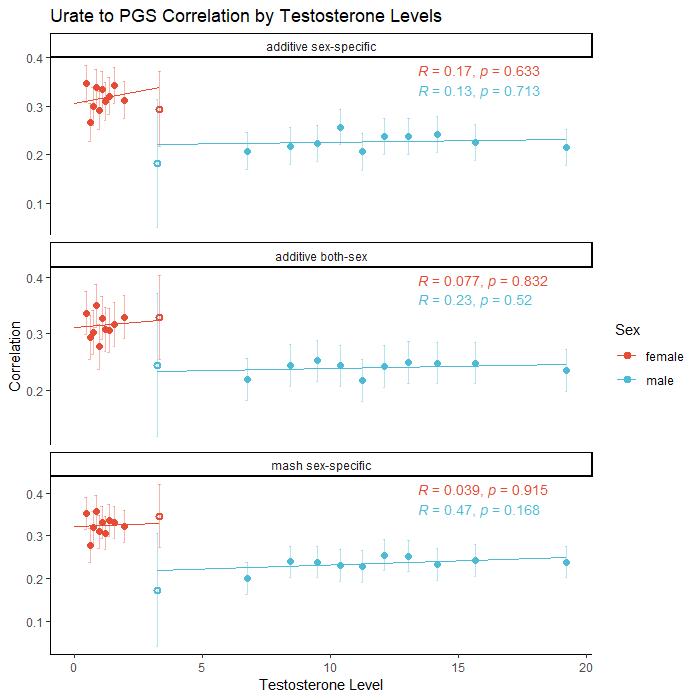 Urate to PGS Correlation by Testosterone Levels
additive sex-specific
R = 0.17, p = 0.633
R = 0.13, p = 0.713
0.4
0.3
0.2
0.1
additive both-sex
R = 0.077, p = 0.832
R = 0.23, p = 0.52
0.4
0.3
0.2
Correlation
Sex
female
male
mash sex-specific
R = 0.039, p = 0.915
R = 0.47, p = 0.168
0.4
0.3
0.2
0.1
0 5 10 15 20
Testosterone Level